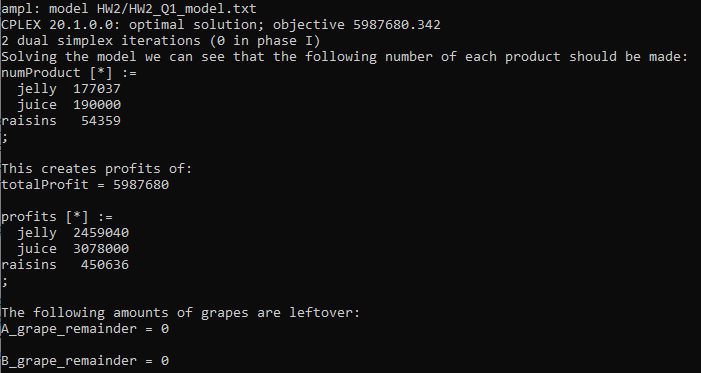 ampl: model HW2/HW2_Q1_model.txt
CPLEX 20.1.0.0: optimal solution; objective 5987680.342
2 dual simplex iterations (0 in phase I)
Solving the model we can see that the following number of each product should be made:
numProduct [*] :=
  jelly  177037
  juice  190000
raisins   54359
;
This creates profits of:
totalProfit = 5987680
profits [*] :=
  jelly  2459040
  juice  3078000
raisins   450636
;
The following amounts of grapes are leftover:
A_grape_remainder = 0
B_grape_remainder = 0